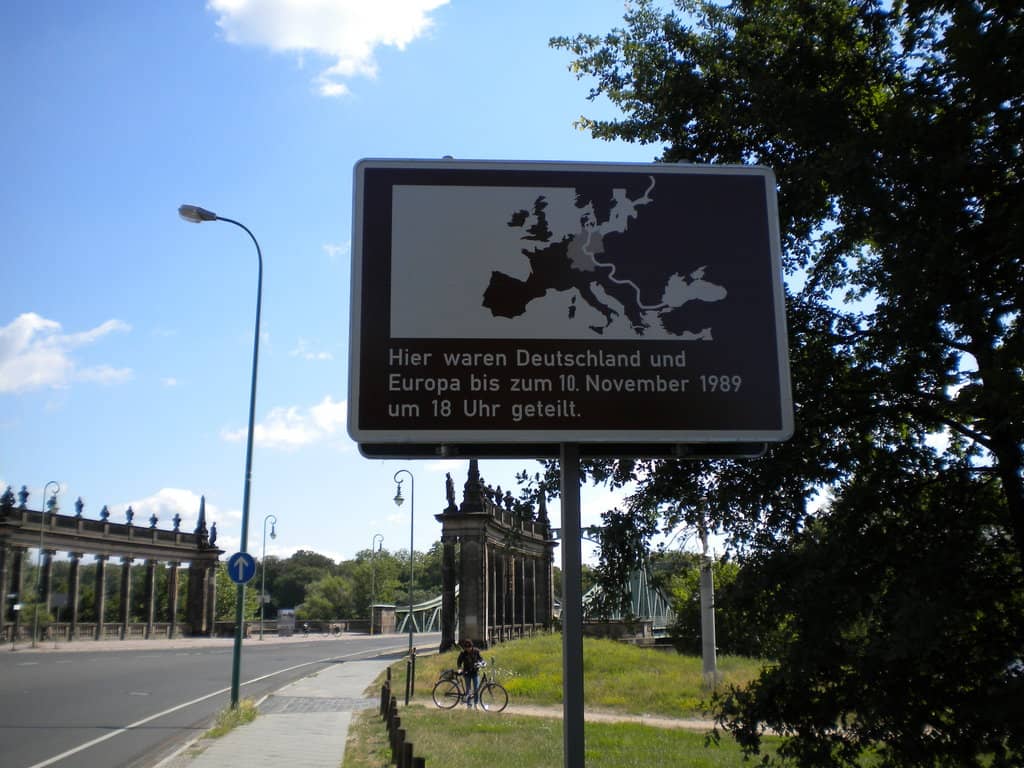 Hier waren Deutschland und
Europa bis zum 10. November 1989
um 18 Uhr geteilt.